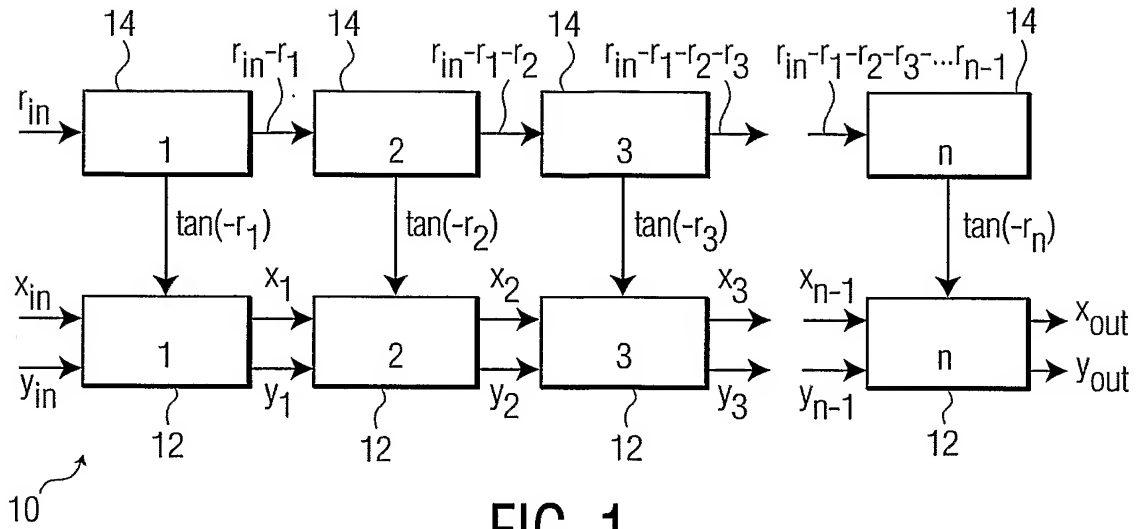 14 14 14 14
r_in r_in-r_1 r_in-r_1-r_2 r_in-r_1-r_2-r_3 r_in-r_1-r_2-r_3-...r_n-1
1 2 3 n
tan(-r_1) tan(-r_2) tan(-r_3) tan(-r_n)
x_in x_1 x_2 x_3 x_n-1 x_out
1 2 3 n
y_in y_1 y_2 y_3 y_n-1 y_out
12 12 12 12
10
FIG. 1